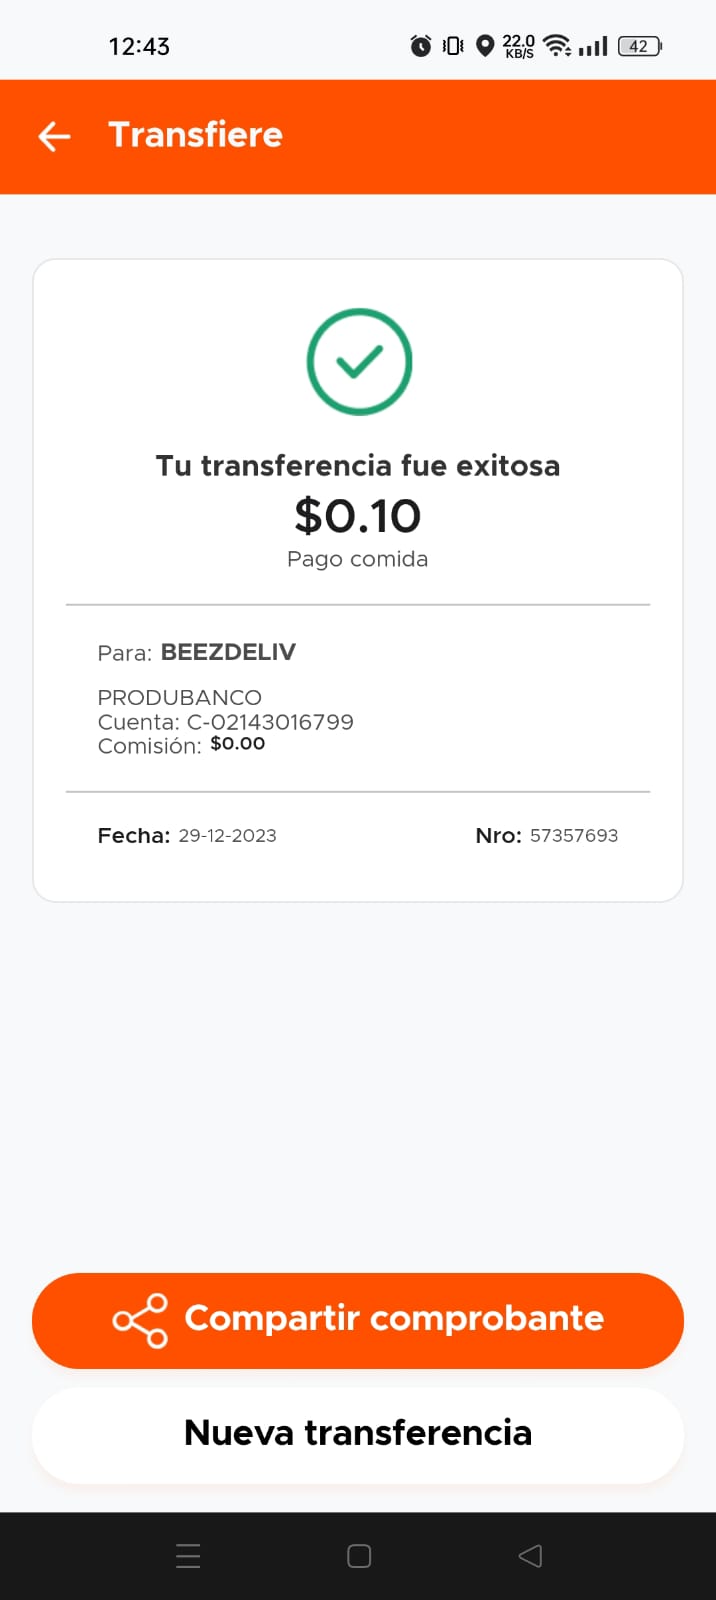 12:43
22.0
KB/S
42
Transfiere
Tu transferencia fue exitosa
$0.10
Pago comida
Para: BEEZDELIV
PRODUBANCO
Cuenta: C-02143016799
Comisión: $0.00
Fecha: 29-12-2023 Nro: 57357693
Compartir comprobante
Nueva transferencia